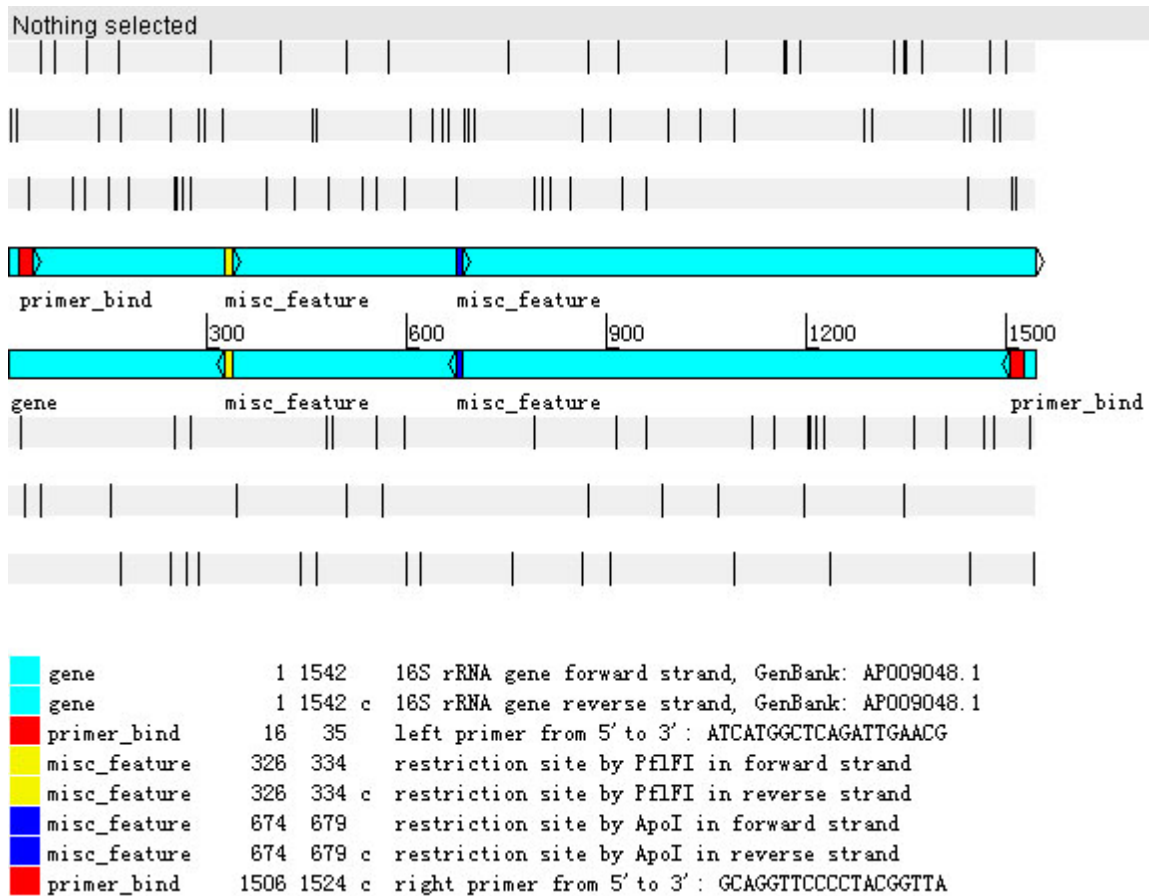 Nothing selected
primer_bind misc_feature misc_feature
300 600 900 1200 1500
gene misc_feature misc_feature primer_bind
gene 1 1542 16S rRNA gene forward strand, GenBank: AP009048.1
gene 1 1542 c 16S rRNA gene reverse strand, GenBank: AP009048.1
primer_bind 16 35 left primer from 5' to 3': ATCATGGCTCAGATTGAACG
misc_feature 326 334 restriction site by PflFI in forward strand
misc_feature 326 334 c restriction site by PflFI in reverse strand
misc_feature 674 679 restriction site by ApoI in forward strand
misc_feature 674 679 c restriction site by ApoI in reverse strand
primer_bind 1506 1524 c right primer from 5' to 3': GCAGGTTCCCCTACGGTTA